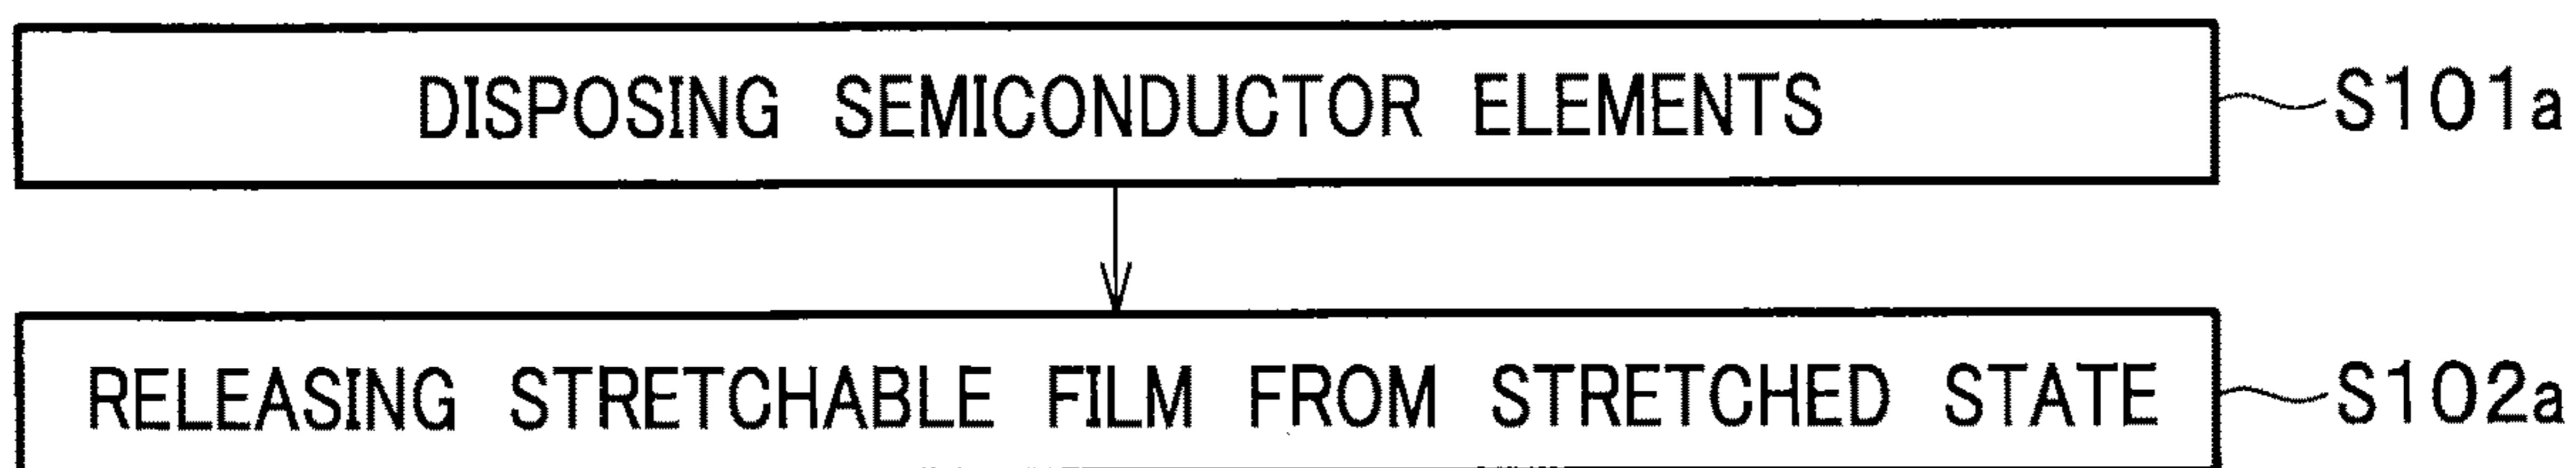 DISPOSING SEMICONDUCTOR ELEMENTS S101a
RELEASING STRETCHABLE FILM FROM STRETCHED STATE S102a